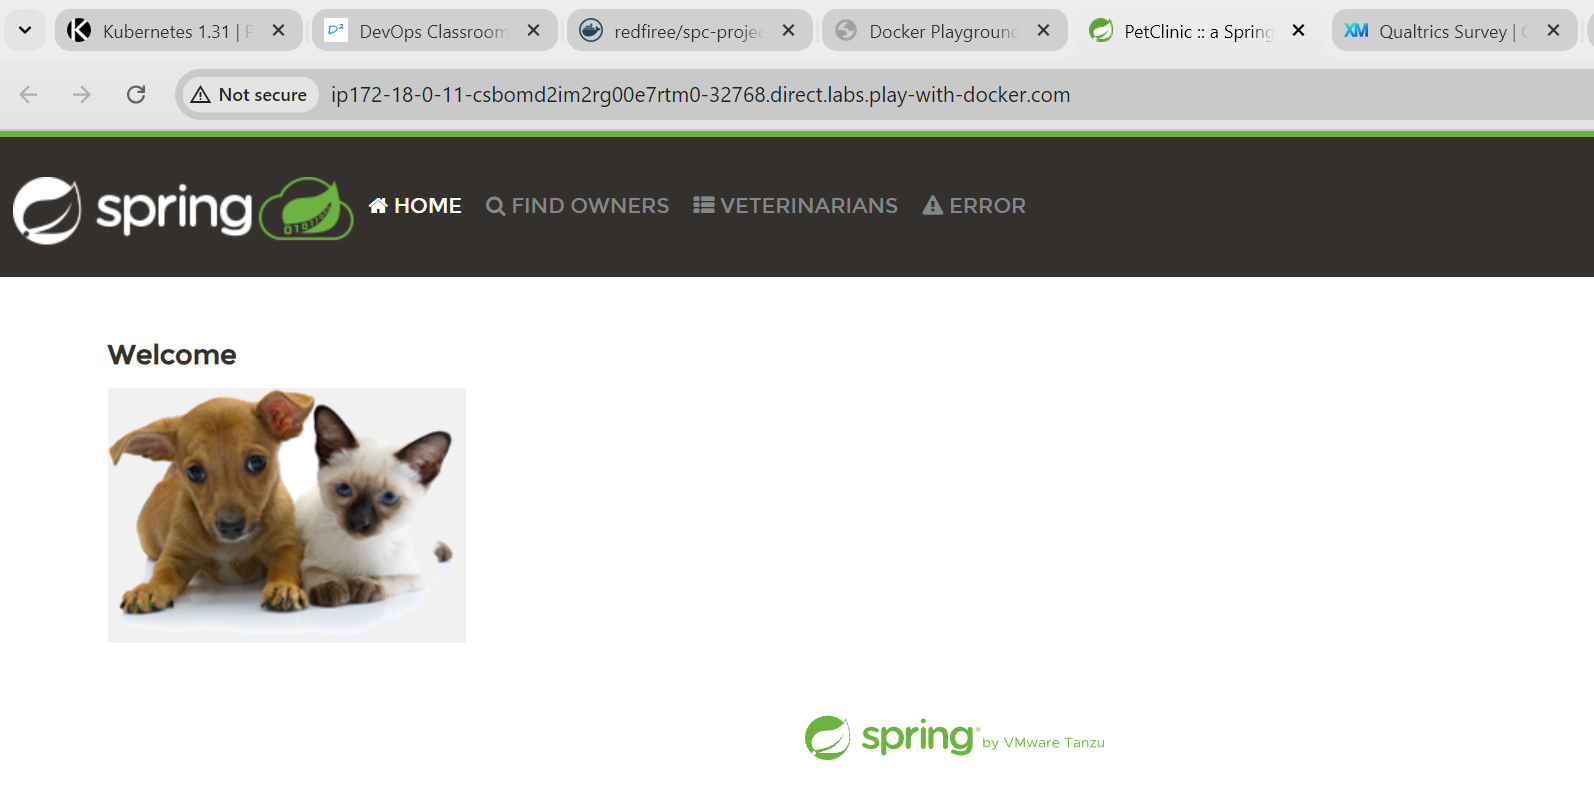 Kubernetes 1.31 |
DevOps Classroom
redfiree/spc-projec
Docker Playground
PetClinic :: a Spring
XM Qualtrics Survey |
Not secure
ip172-18-0-11-csbomd2im2rg00e7rtm0-32768.direct.labs.play-with-docker.com
spring
HOME
FIND OWNERS
VETERINARIANS
ERROR
Welcome
spring by VMware Tanzu